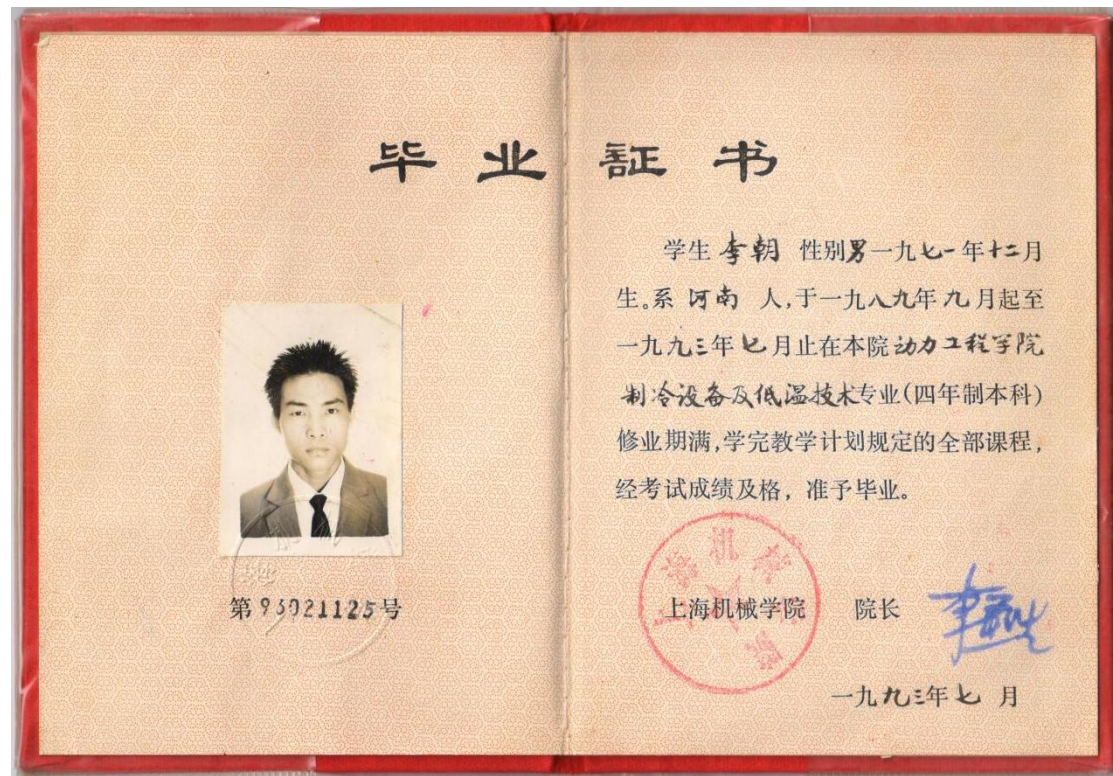 毕业証书
学生 李朝 性别男一九七一年十二月
生。系 河南 人,于一九八九年九月起至
一九九三年七月止在本院动力工程学院
制冷设备及低温技术专业(四年制本科)
修业期满,学完教学计划规定的全部课程,
经考试成绩及格，准予毕业。
第93021125号
上海机械学院 院长
上海机械学院
一九九三年七月